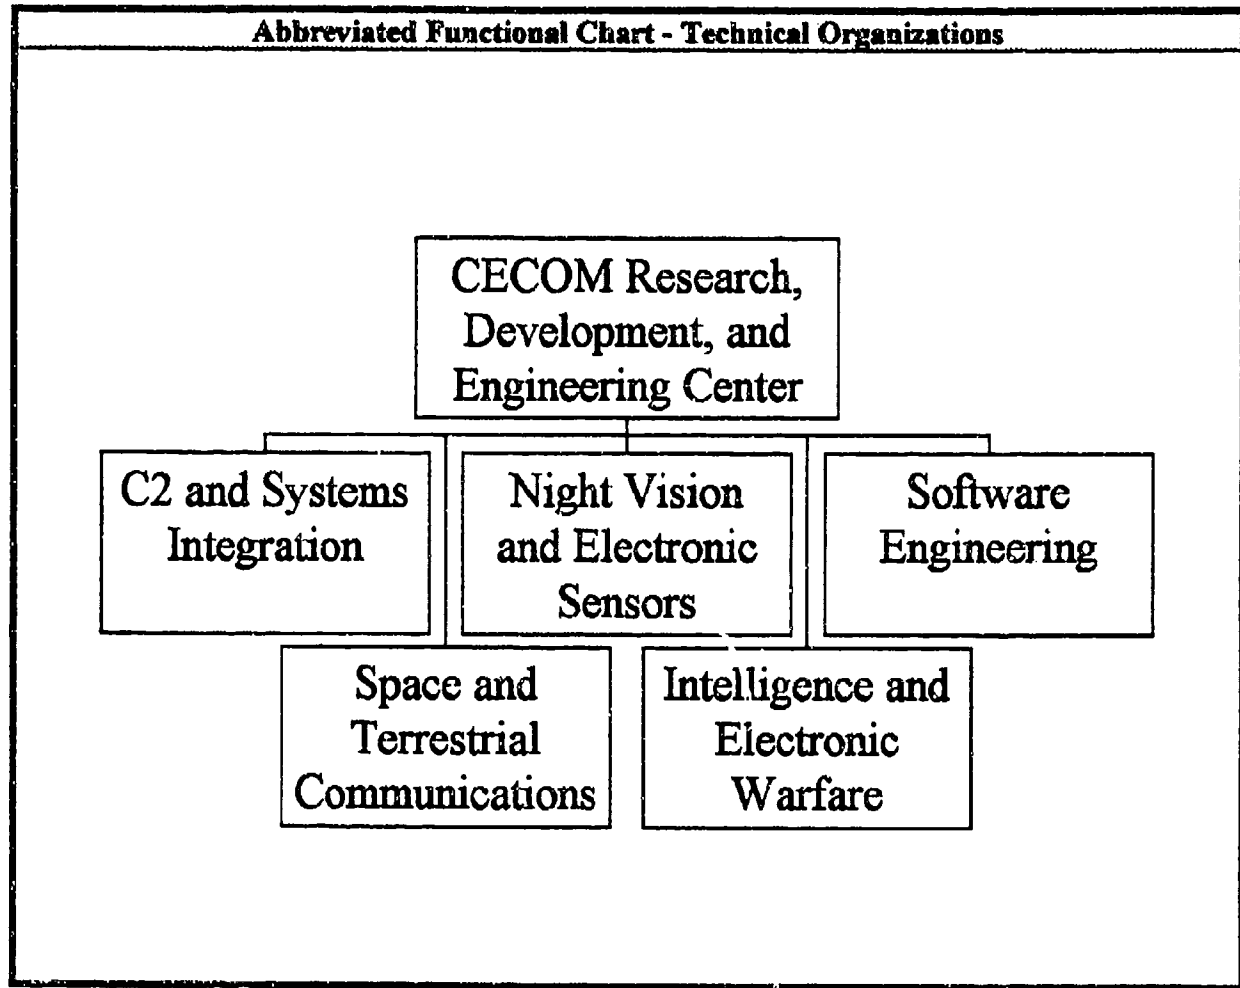 Abbreviated Functional Chart - Technical Organizations
CECOM Research,
Development, and
Engineering Center
C2 and Systems
Integration
Night Vision
and Electronic
Sensors
Software
Engineering
Space and
Terrestrial
Communications
Intelligence and
Electronic
Warfare